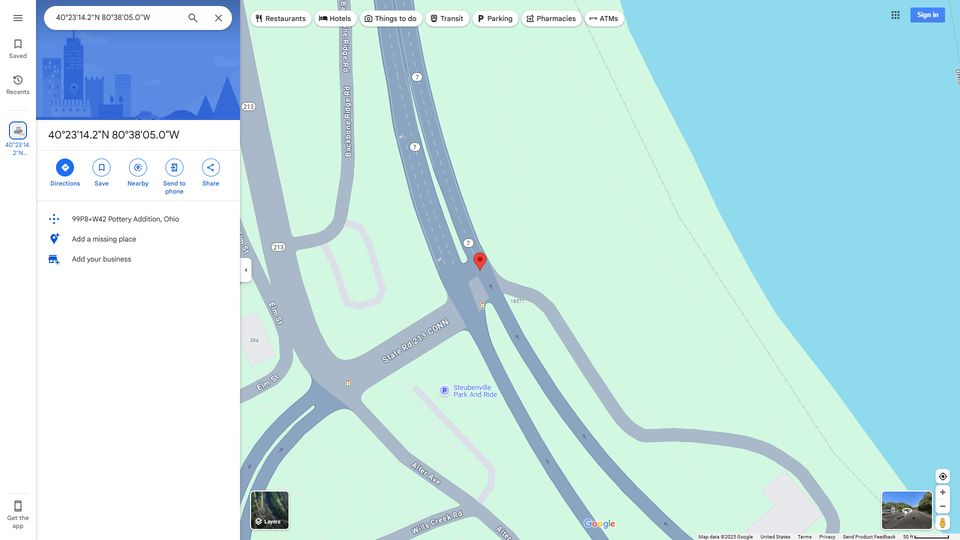 40°23'14.2"N 80°38'05.0"W
Restaurants
Hotels
Things to do
Transit
Parking
Pharmacies
ATMs
Sign in
Saved
Recents
40°23'14.
2"N...
Get the
app
40°23'14.2"N 80°38'05.0"W
Directions
Save
Nearby
Send to
phone
Share
99P8+W42 Pottery Addition, Ohio
Add a missing place
Add your business
Backbone Ridge Rd
213
7
7
7
213
Elm St
Elm St
294
State Rd 213 CONN
Steubenville
Park And Ride
Alter Ave
Wills Creek Rd
Layers
Google
Map data ©2025 Google
United States
Terms
Privacy
Send Product Feedback
50 ft